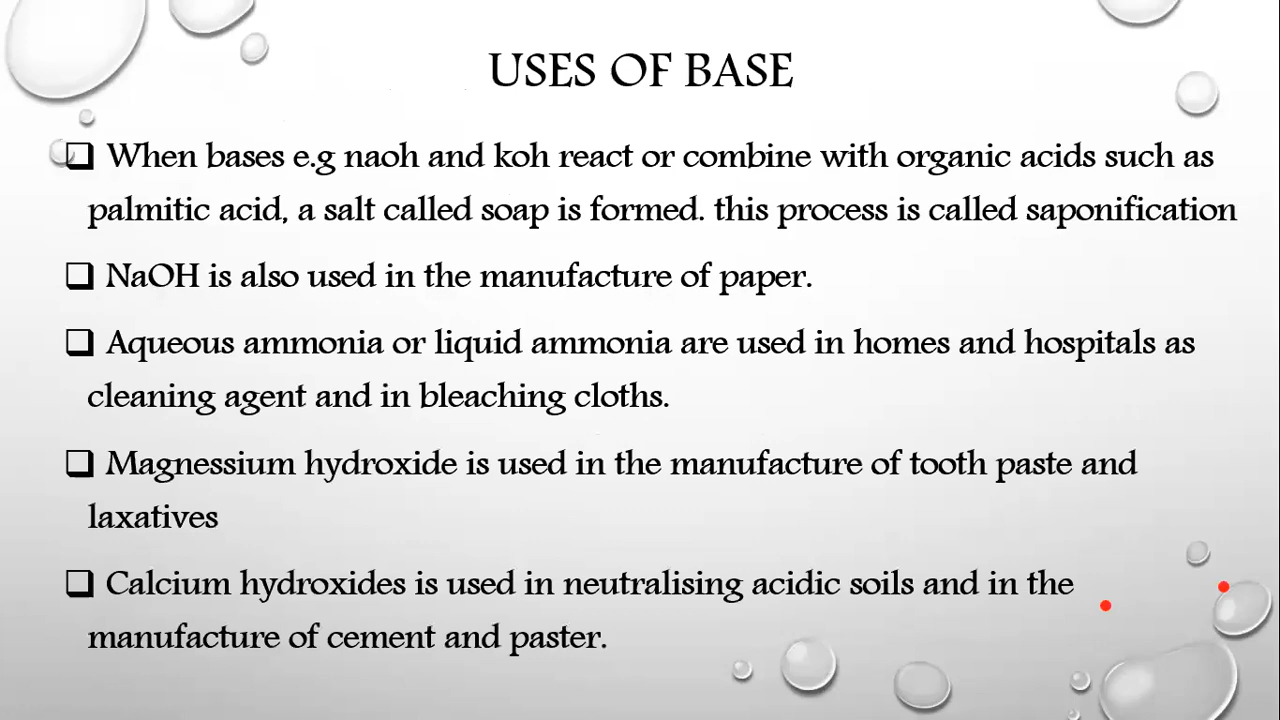 USES OF BASE
When bases e.g naoh and koh react or combine with organic acids such as
palmitic acid, a salt called soap is formed. this process is called saponification
NaOH is also used in the manufacture of paper.
Aqueous ammonia or liquid ammonia are used in homes and hospitals as
cleaning agent and in bleaching cloths.
Magnessium hydroxide is used in the manufacture of tooth paste and
laxatives
Calcium hydroxides is used in neutralising acidic soils and in the
manufacture of cement and paster.